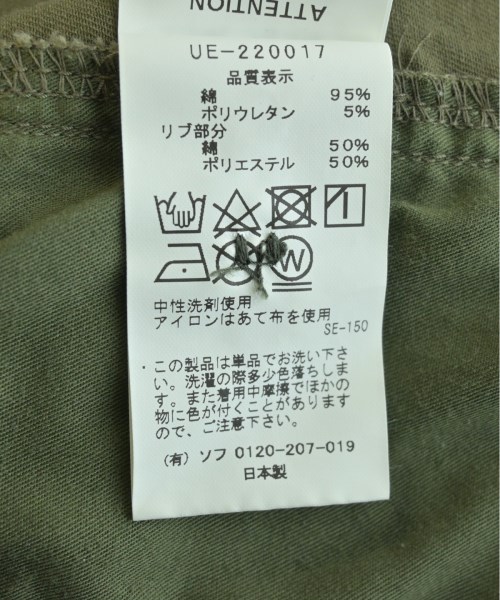 ATTENTION
UE-220017
品質表示
綿 95%
ポリウレタン 5%
リブ部分
綿 50%
ポリエステル 50%
W
中性洗剤使用
アイロンはあて布を使用
SE-150
・この製品は単品でお洗い下さ
い。洗濯の際多少色落ちしま
す。また着用中摩擦でほかの
物に色が付くことがあります
ので、ご注意下さい。
(有) ソフ 0120-207-019
日本製